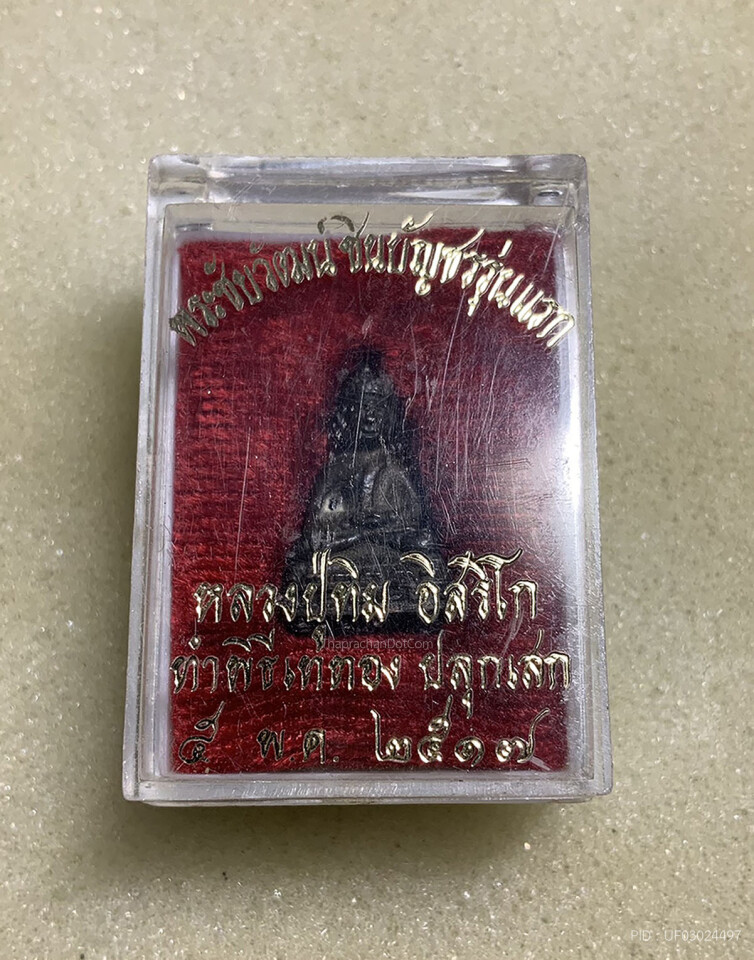 พระชัยวัฒน์ ชินบัญชรรุ่นแรก
หลวงปู่ทิม อิสริโก
ThaprachanDotCom
ทำพิธีเททอง ปลุกเสก
๕ พ.ค. ๒๕๑๗
PID - UF03024497